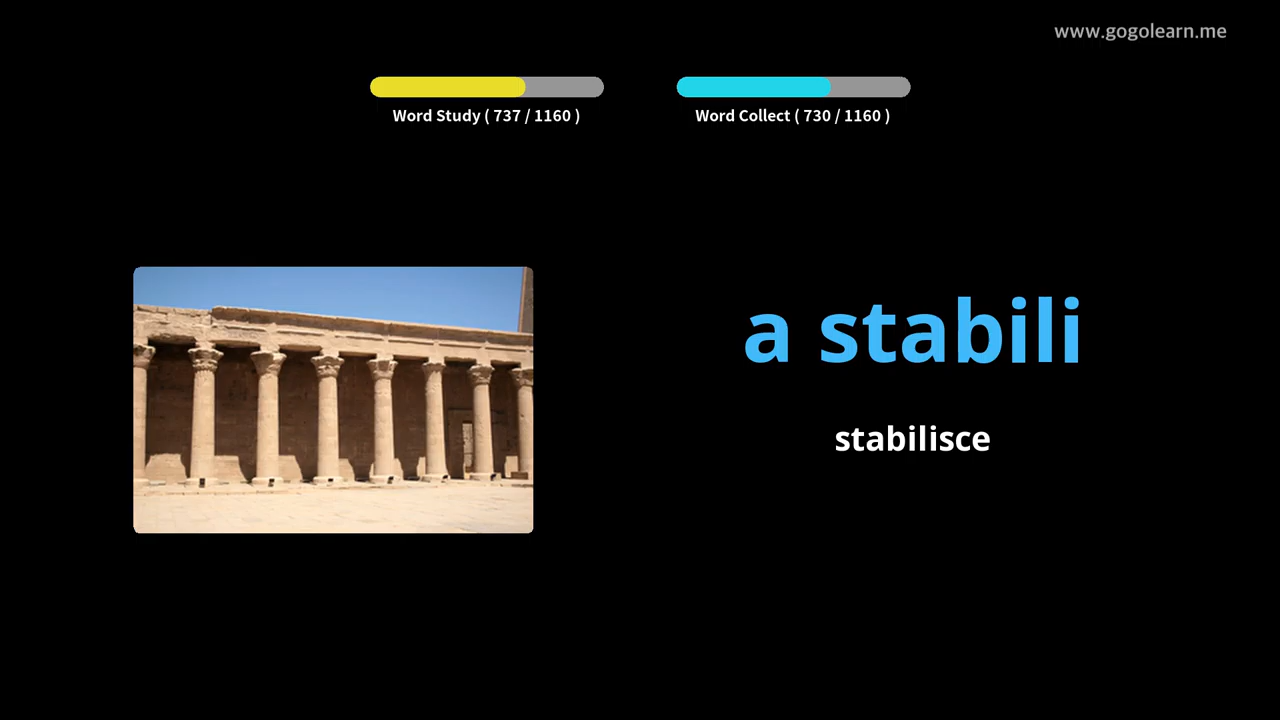 www.gogolearn.me
Word Study ( 737 / 1160 )
Word Collect ( 730 / 1160 )
a stabili
stabilisce